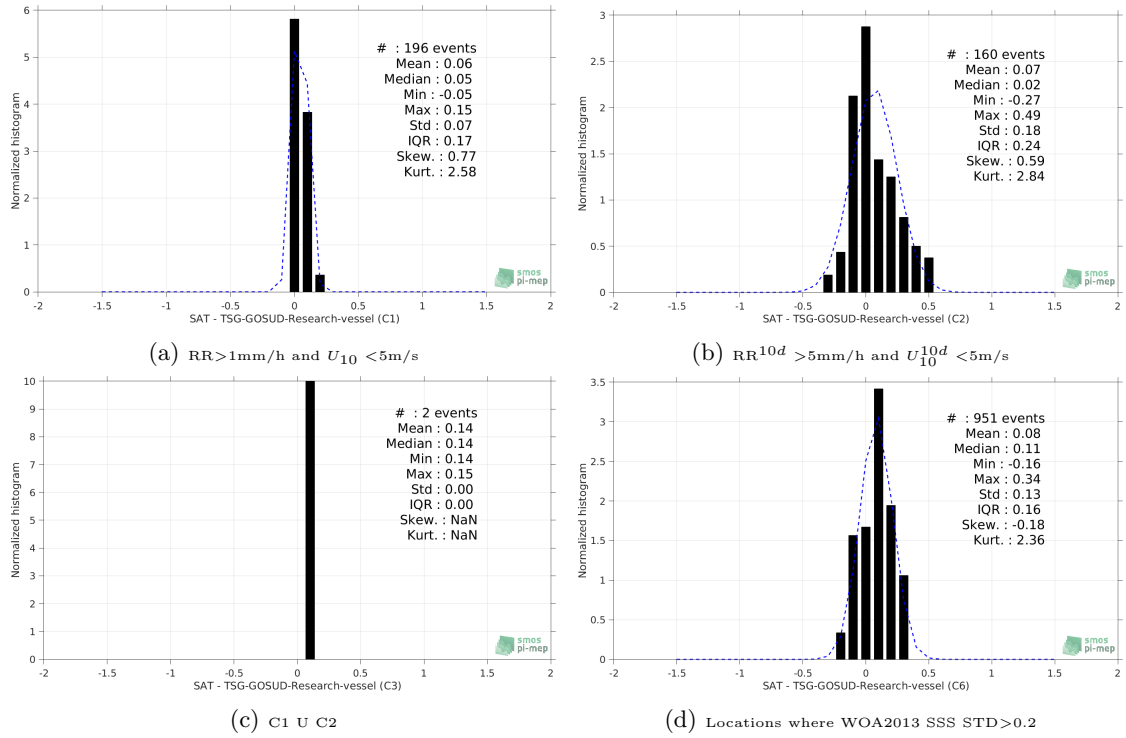 6
5
4
3
2
1
0
Normalized histogram
# : 196 events
Mean : 0.06
Median : 0.05
Min : -0.05
Max : 0.15
Std : 0.07
IQR : 0.17
Skew. : 0.77
Kurt. : 2.58
smos
pi-mep
-2 -1.5 -1 -0.5 0 0.5 1 1.5 2
SAT - TSG-GOSUD-Research-vessel (C1)
(a) RR>1mm/h and U10 <5m/s
3
2.5
2
1.5
1
0.5
0
Normalized histogram
# : 160 events
Mean : 0.07
Median : 0.02
Min : -0.27
Max : 0.49
Std : 0.18
IQR : 0.24
Skew. : 0.59
Kurt. : 2.84
smos
pi-mep
-2 -1.5 -1 -0.5 0 0.5 1 1.5 2
SAT - TSG-GOSUD-Research-vessel (C2)
(b) RR10d >5mm/h and U10d10 <5m/s
10
9
8
7
6
5
4
3
2
1
0
Normalized histogram
# : 2 events
Mean : 0.14
Median : 0.14
Min : 0.14
Max : 0.15
Std : 0.00
IQR : 0.00
Skew. : NaN
Kurt. : NaN
smos
pi-mep
-2 -1.5 -1 -0.5 0 0.5 1 1.5 2
SAT - TSG-GOSUD-Research-vessel (C3)
(c) C1 U C2
3.5
3
2.5
2
1.5
1
0.5
0
Normalized histogram
# : 951 events
Mean : 0.08
Median : 0.11
Min : -0.16
Max : 0.34
Std : 0.13
IQR : 0.16
Skew. : -0.18
Kurt. : 2.36
smos
pi-mep
-2 -1.5 -1 -0.5 0 0.5 1 1.5 2
SAT - TSG-GOSUD-Research-vessel (C6)
(d) Locations where WOA2013 SSS STD>0.2